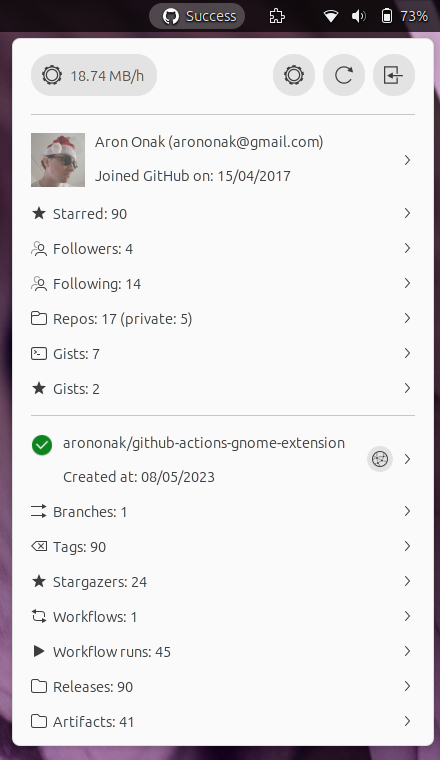 Success
73%
18.74 MB/h
Aron Onak (arononak@gmail.com)
Joined GitHub on: 15/04/2017
Starred: 90
Followers: 4
Following: 14
Repos: 17 (private: 5)
Gists: 7
Gists: 2
arononak/github-actions-gnome-extension
Created at: 08/05/2023
Branches: 1
Tags: 90
Stargazers: 24
Workflows: 1
Workflow runs: 45
Releases: 90
Artifacts: 41